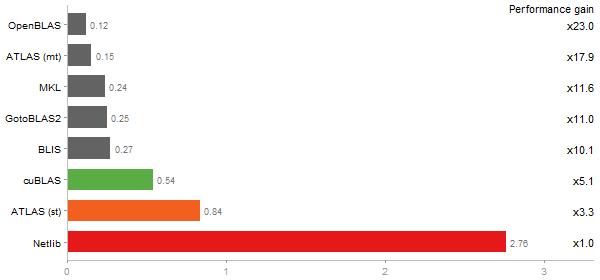 Performance gain
OpenBLAS 0.12 x23.0
ATLAS (mt) 0.15 x17.9
MKL 0.24 x11.6
GotoBLAS2 0.25 x11.0
BLIS 0.27 x10.1
cuBLAS 0.54 x5.1
ATLAS (st) 0.84 x3.3
Netlib 2.76 x1.0
0 1 2 3